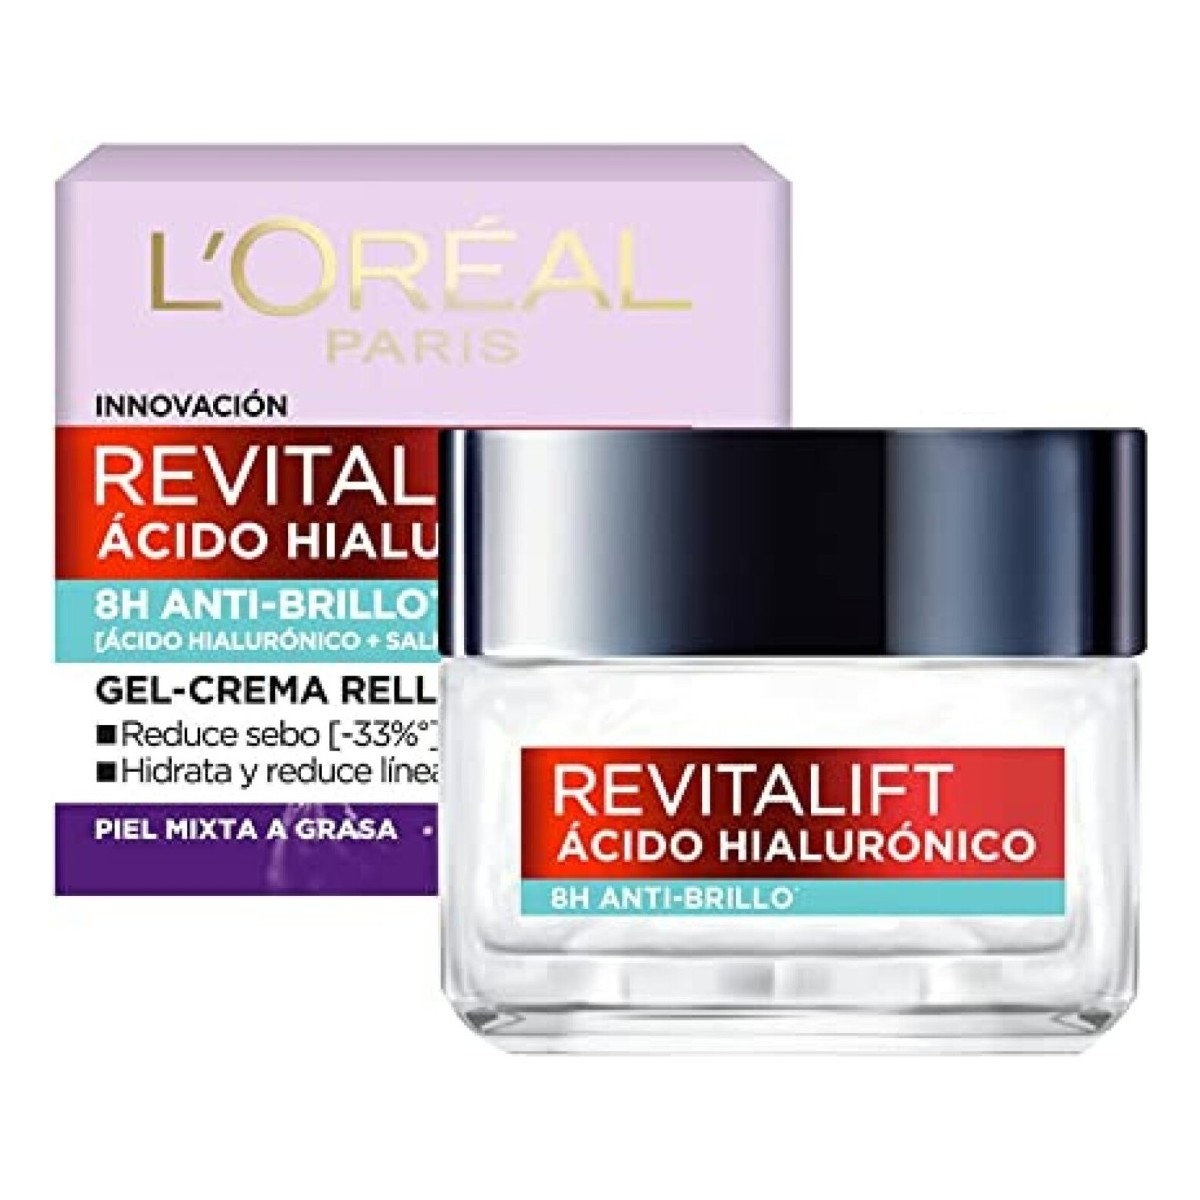 L'ORÉAL
PARIS
INNOVACIÓN
REVITAL
ÁCIDO HIALU
8H ANTI-BRILLO*
[ÁCIDO HIALURÓNICO + SALI
GEL-CREMA RELL
■ Reduce sebo [-33%°]
■ Hidrata y reduce línea
PIEL MIXTA A GRASA •
REVITALIFT
ÁCIDO HIALURÓNICO
8H ANTI-BRILLO*